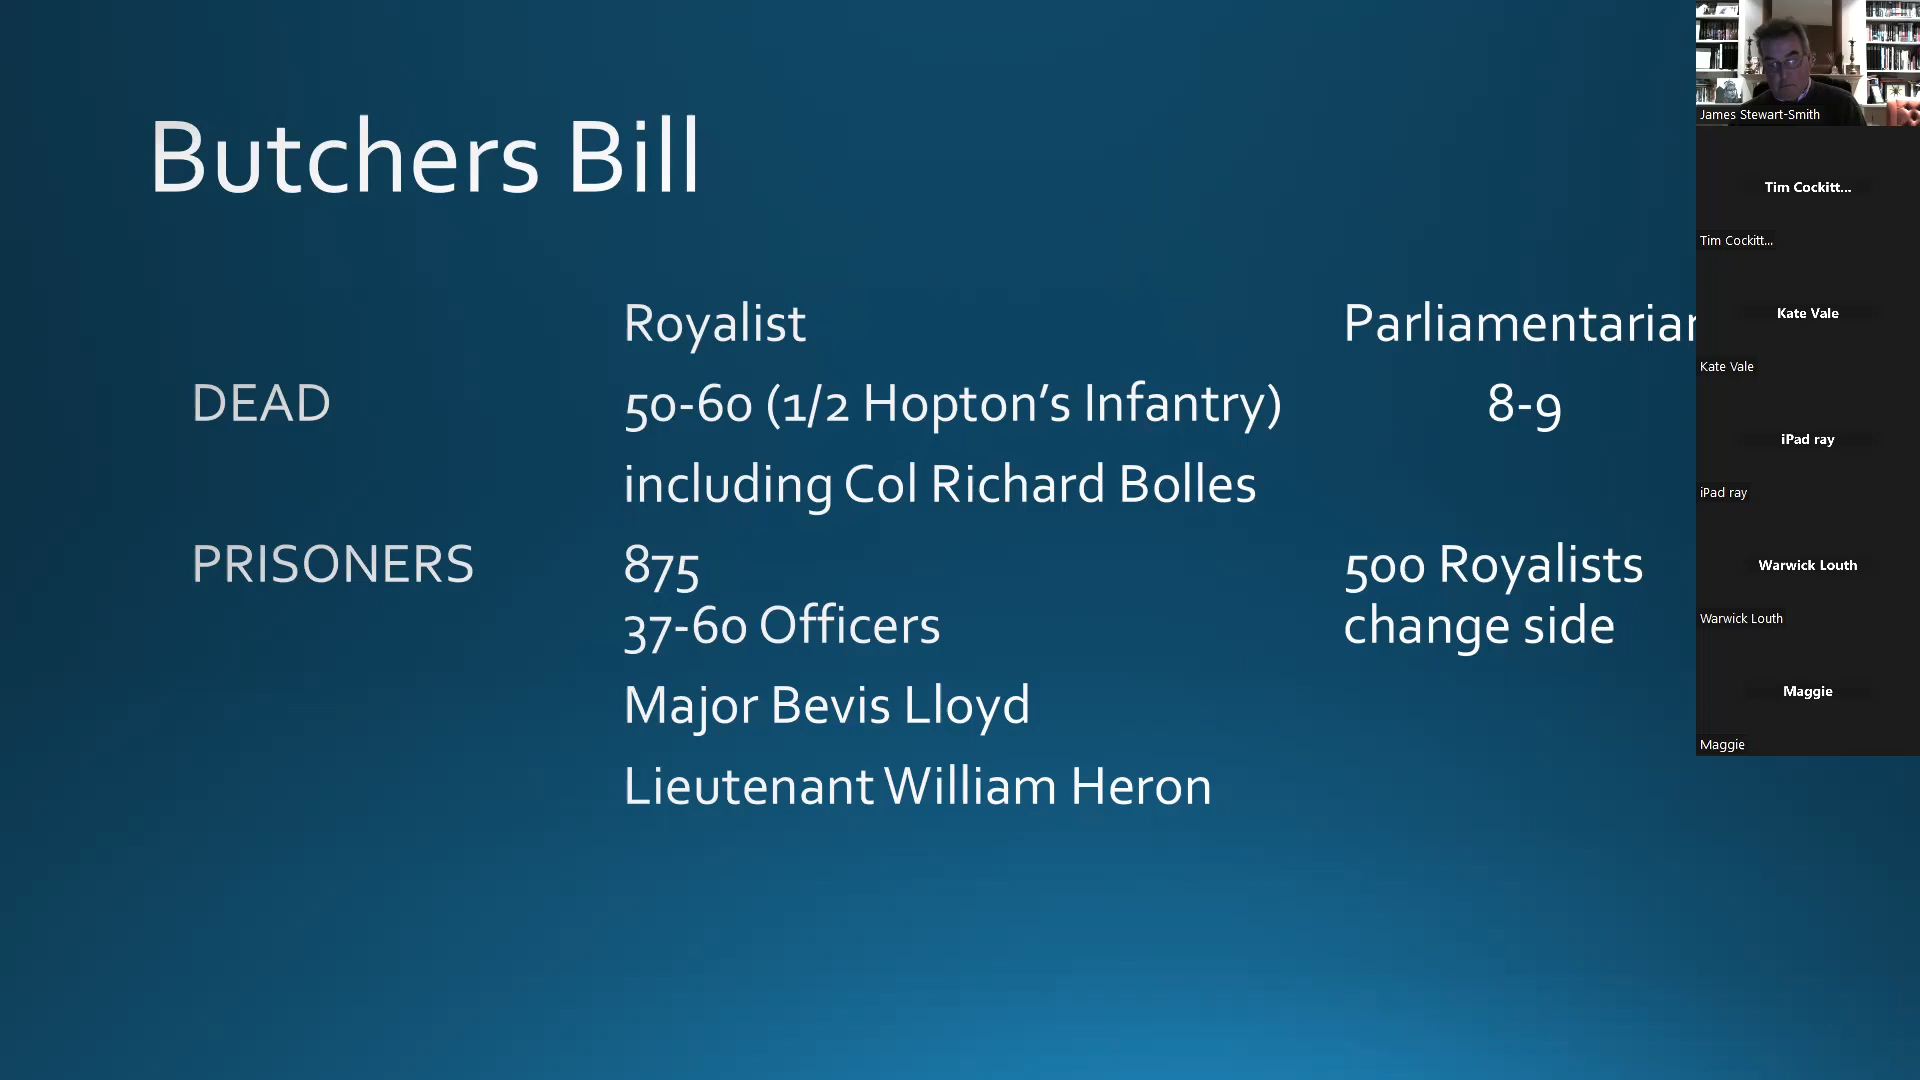 Butchers Bill
Royalist Parliamentarian
DEAD 50-60 (1/2 Hopton’s Infantry) 8-9
including Col Richard Bolles
PRISONERS 875 500 Royalists
37-60 Officers change side
Major Bevis Lloyd
Lieutenant William Heron
James Stewart-Smith
Tim Cockitt...
Tim Cockitt...
Kate Vale
Kate Vale
iPad ray
iPad ray
Warwick Louth
Warwick Louth
Maggie
Maggie